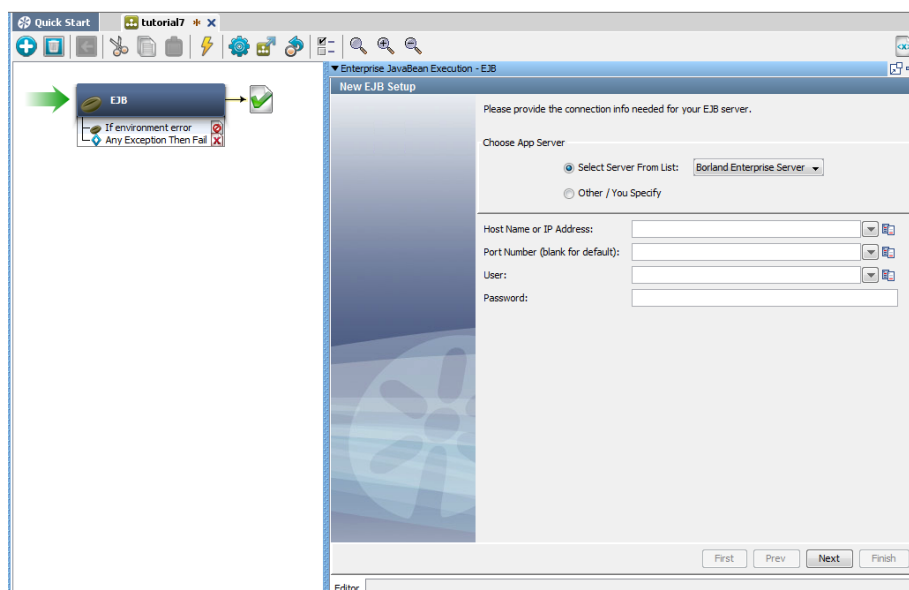 Quick Start
tutorial7 * X
Enterprise JavaBean Execution - EJB
New EJB Setup
EJB
If environment error
Any Exception Then Fail
Please provide the connection info needed for your EJB server.
Choose App Server
Select Server From List: Borland Enterprise Server
Other / You Specify
Host Name or IP Address:
Port Number (blank for default):
User:
Password:
First Prev Next Finish
Editor